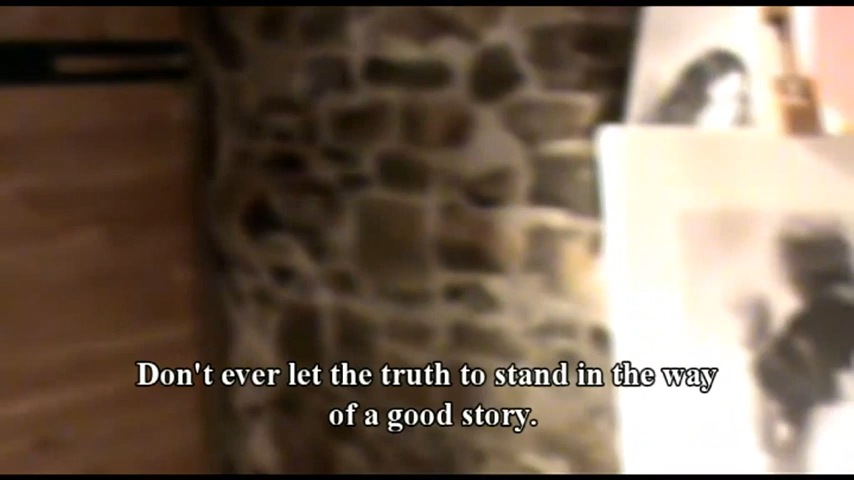 Don't ever let the truth to stand in the way
of a good story.